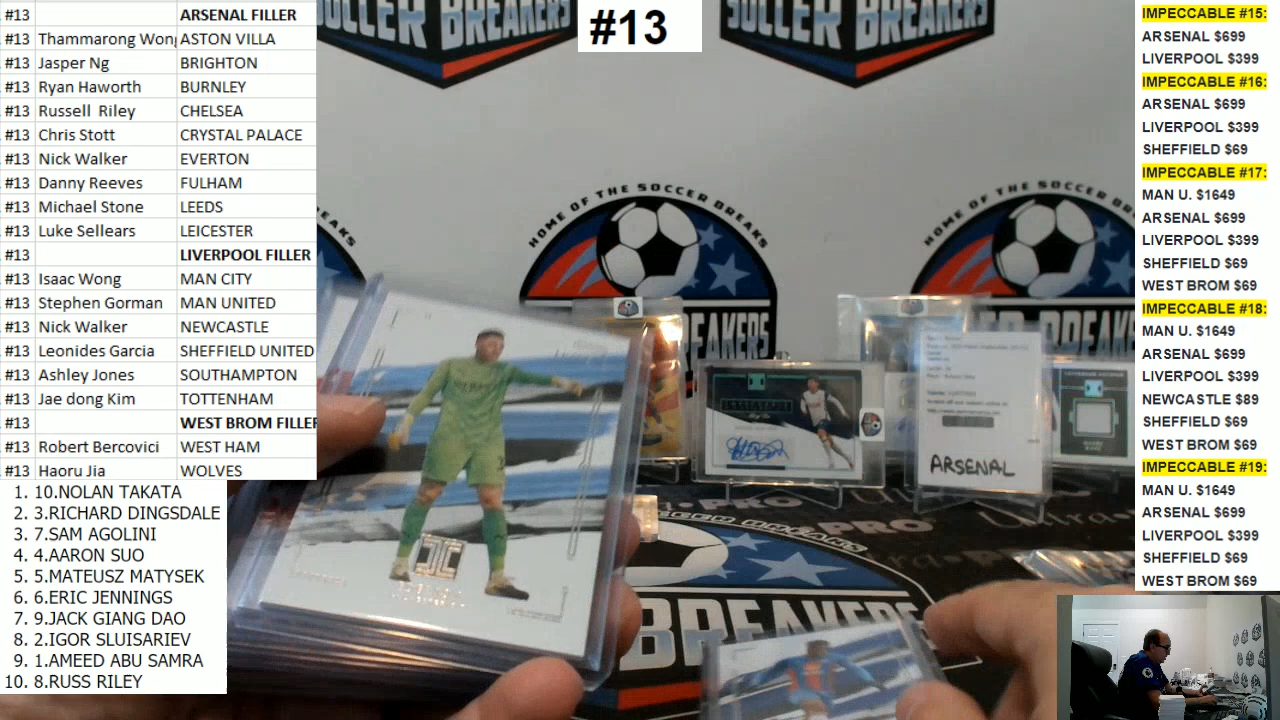 #13 ARSENAL FILLER
#13 Thammarong Wong ASTON VILLA
#13 Jasper Ng BRIGHTON
#13 Ryan Haworth BURNLEY
#13 Russell Riley CHELSEA
#13 Chris Stott CRYSTAL PALACE
#13 Nick Walker EVERTON
#13 Danny Reeves FULHAM
#13 Michael Stone LEEDS
#13 Luke Sellears LEICESTER
#13 LIVERPOOL FILLER
#13 Isaac Wong MAN CITY
#13 Stephen Gorman MAN UNITED
#13 Nick Walker NEWCASTLE
#13 Leonides Garcia SHEFFIELD UNITED
#13 Ashley Jones SOUTHAMPTON
#13 Jae dong Kim TOTTENHAM
#13 WEST BROM FILLER
#13 Robert Bercovici WEST HAM
#13 Haoru Jia WOLVES
1. 10.NOLAN TAKATA
2. 3.RICHARD DINGSDALE
3. 7.SAM AGOLINI
4. 4.AARON SUO
5. 5.MATEUSZ MATYSEK
6. 6.ERIC JENNINGS
7. 9.JACK GIANG DAO
8. 2.IGOR SLUISARIEV
9. 1.AMEED ABU SAMRA
10. 8.RUSS RILEY
SOCCER BREAKERS
#13
SOCCER BREAKERS
HOME OF THE SOCCER BREAKS
HOME OF THE SOCCER BREAKS
BREAKERS
BREAKERS
ARSENAL
BREAKERS
IMPECCABLE #15:
ARSENAL $699
LIVERPOOL $399
IMPECCABLE #16:
ARSENAL $699
LIVERPOOL $399
SHEFFIELD $69
IMPECCABLE #17:
MAN U. $1649
ARSENAL $699
LIVERPOOL $399
SHEFFIELD $69
WEST BROM $69
IMPECCABLE #18:
MAN U. $1649
ARSENAL $699
LIVERPOOL $399
NEWCASTLE $89
SHEFFIELD $69
WEST BROM $69
IMPECCABLE #19:
MAN U. $1649
ARSENAL $699
LIVERPOOL $399
SHEFFIELD $69
WEST BROM $69